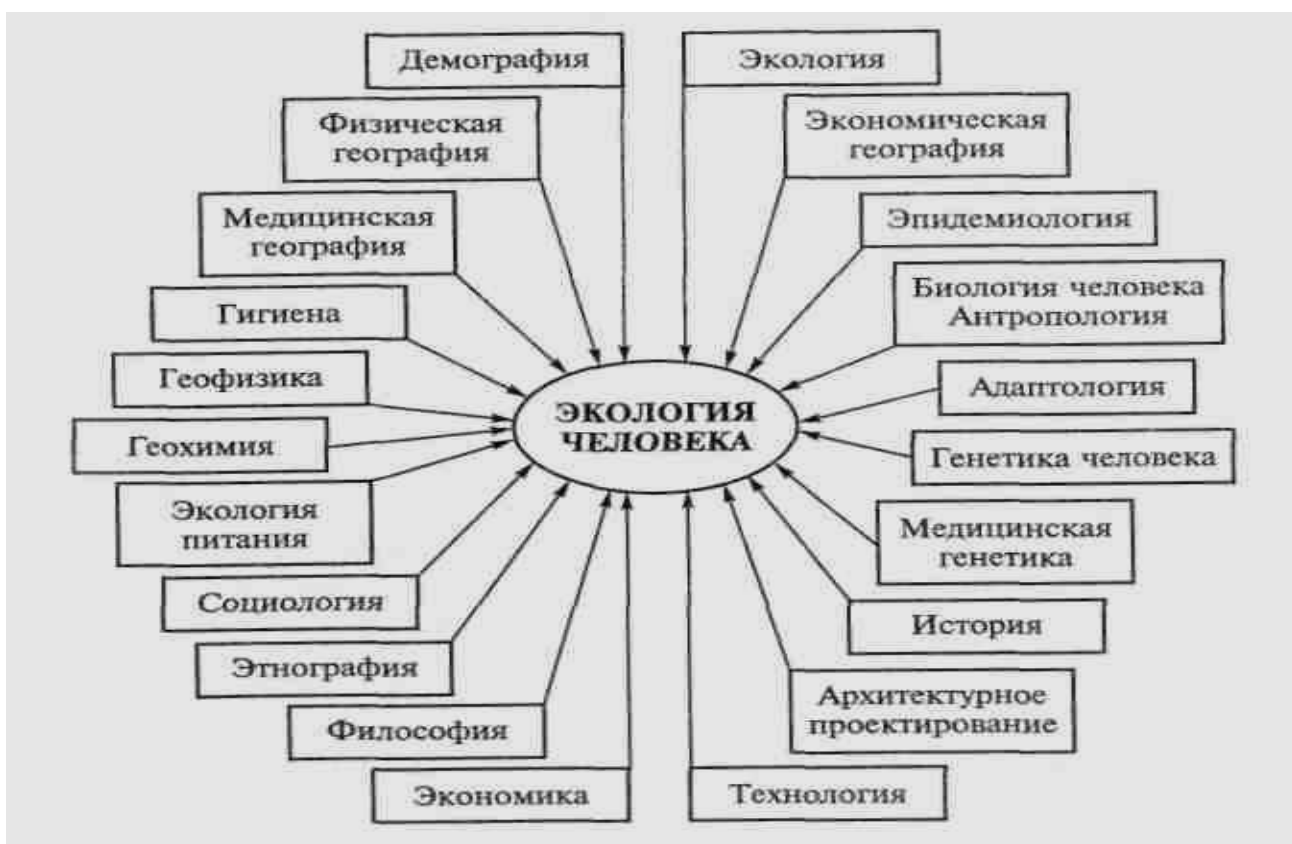 Демография
Экология
Физическая
география
Экономическая
география
Медицинская
география
Эпидемиология
Гигиена
Биология человека
Антропология
Геофизика
Адаптология
ЭКОЛОГИЯ
ЧЕЛОВЕКА
Геохимия
Генетика человека
Экология
питания
Медицинская
генетика
Социология
История
Этнография
Архитектурное
проектирование
Философия
Экономика
Технология